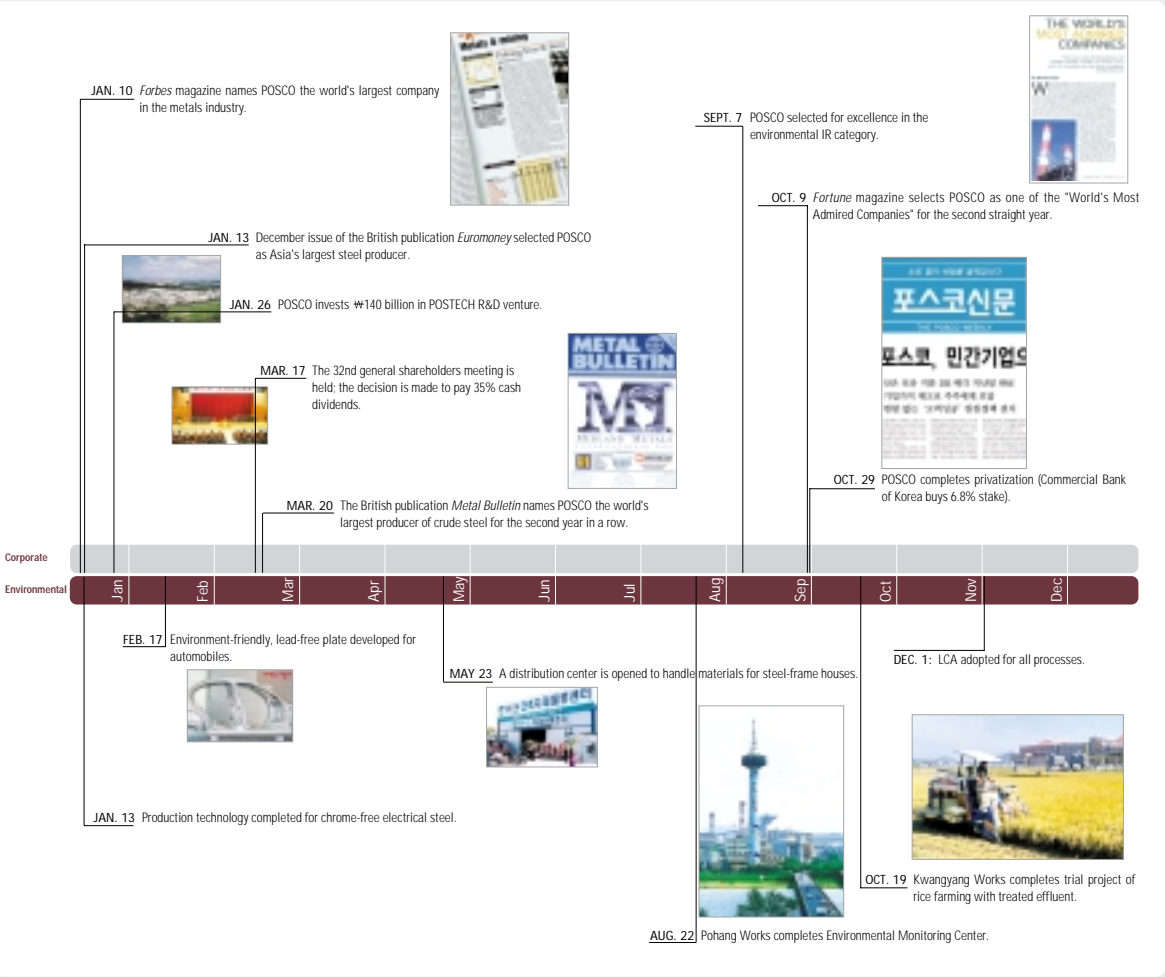 JAN. 10 Forbes magazine names POSCO the world's largest company
in the metals industry.
THE WORLD'S
MOST ADMIRED
COMPANIES
W
SEPT. 7 POSCO selected for excellence in the
environmental IR category.
OCT. 9 Fortune magazine selects POSCO as one of the "World's Most
Admired Companies" for the second straight year.
JAN. 13 December issue of the British publication Euromoney selected POSCO
as Asia's largest steel producer.
JAN. 26 POSCO invests ₩140 billion in POSTECH R&D venture.
포스코신문
THE POSCO WEEKLY
포스코, 민간기업으
METAL
BULLETIN
MAR. 17 The 32nd general shareholders meeting is
held; the decision is made to pay 35% cash
dividends.
OCT. 29 POSCO completes privatization (Commercial Bank
of Korea buys 6.8% stake).
MAR. 20 The British publication Metal Bulletin names POSCO the world's
largest producer of crude steel for the second year in a row.
Corporate
Environmental
Jan
Feb
Mar
Apr
May
Jun
Jul
Aug
Sep
Oct
Nov
Dec
FEB. 17 Environment-friendly, lead-free plate developed for
automobiles.
MAY 23 A distribution center is opened to handle materials for steel-frame houses.
DEC. 1: LCA adopted for all processes.
JAN. 13 Production technology completed for chrome-free electrical steel.
OCT. 19 Kwangyang Works completes trial project of
rice farming with treated effluent.
AUG. 22 Pohang Works completes Environmental Monitoring Center.